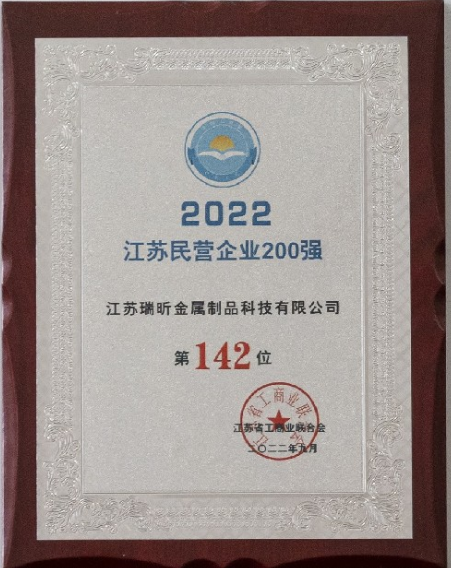 2022
江苏民营企业200强
江苏瑞昕金属制品科技有限公司
第142位
江苏省工商业联合会
二〇二二年九月